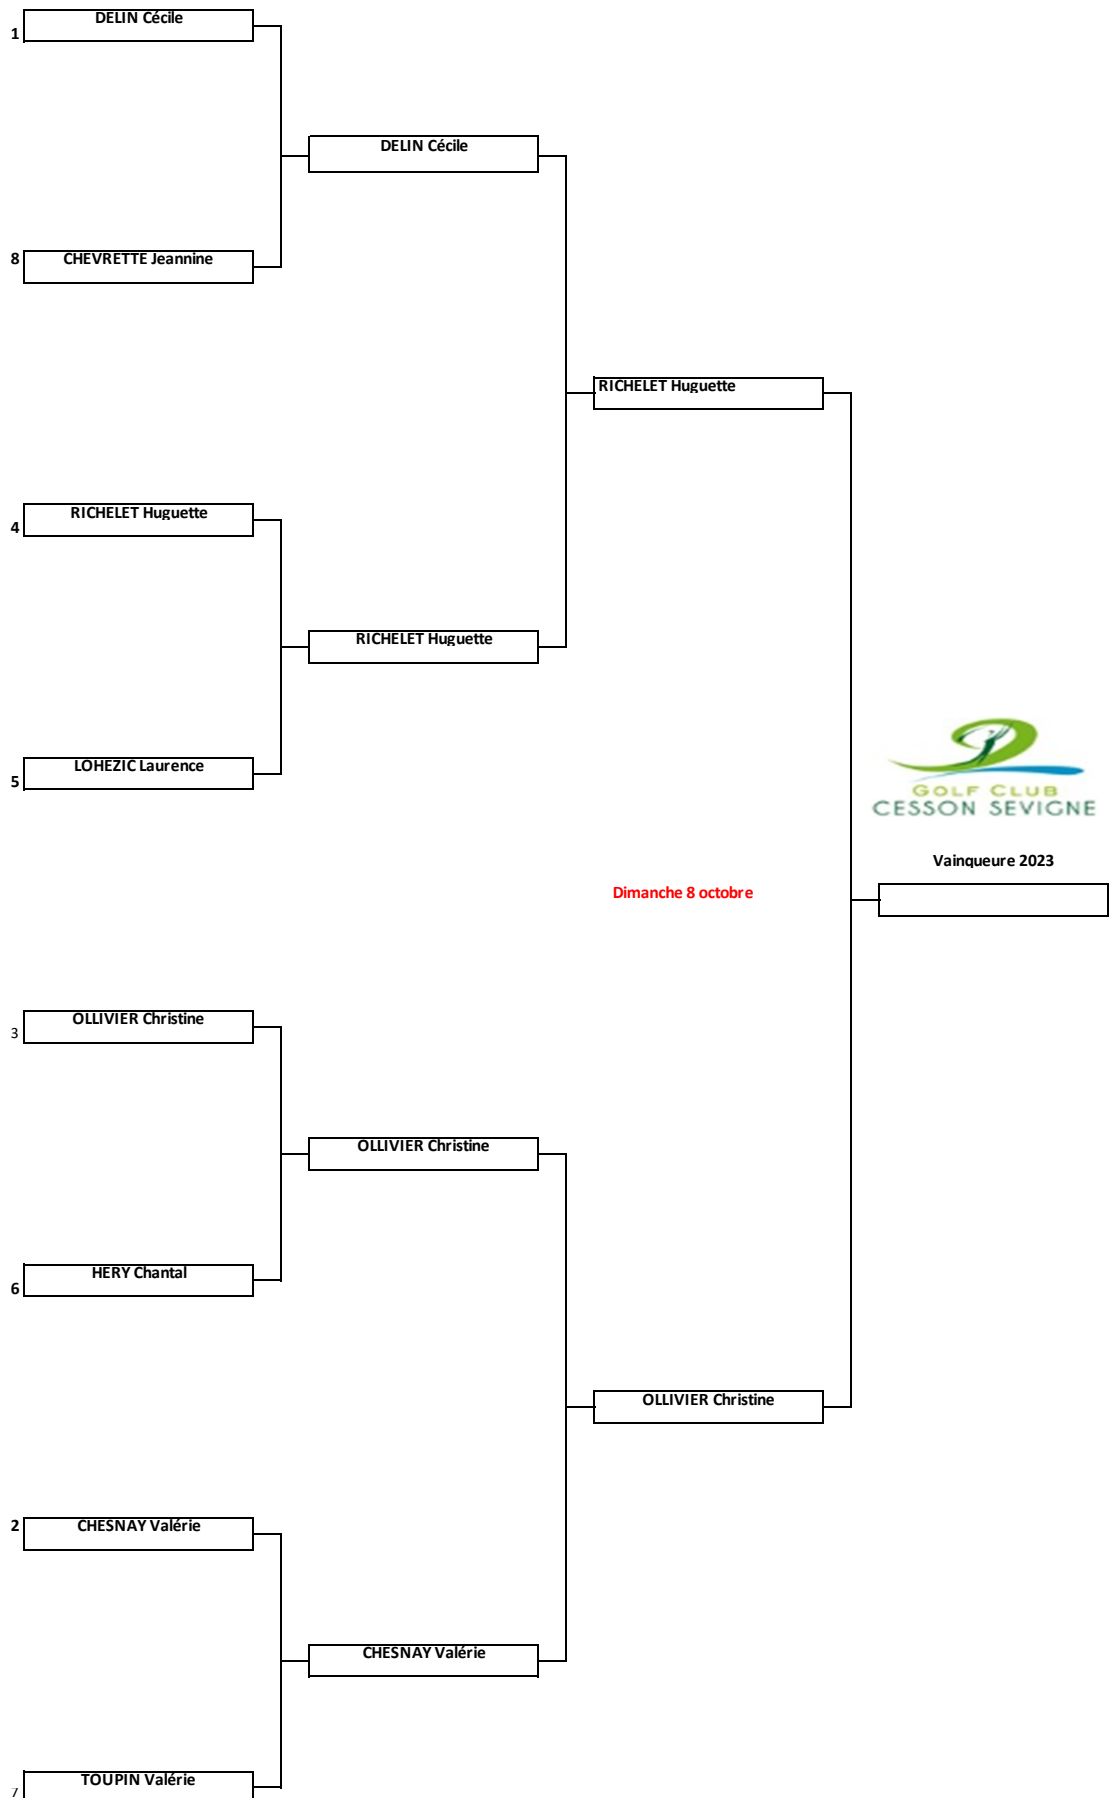 DELIN Cécile
1
DELIN Cécile
8
CHEVRETTE Jeannine
RICHELET Huguette
4
RICHELET Huguette
RICHELET Huguette
5
LOHEZIC Laurence
GOLF CLUB
CESSON SEVIGNE
Vainqueure 2023
Dimanche 8 octobre
3
OLLIVIER Christine
OLLIVIER Christine
6
HERY Chantal
OLLIVIER Christine
2
CHESNAY Valérie
CHESNAY Valérie
7
TOUPIN Valérie